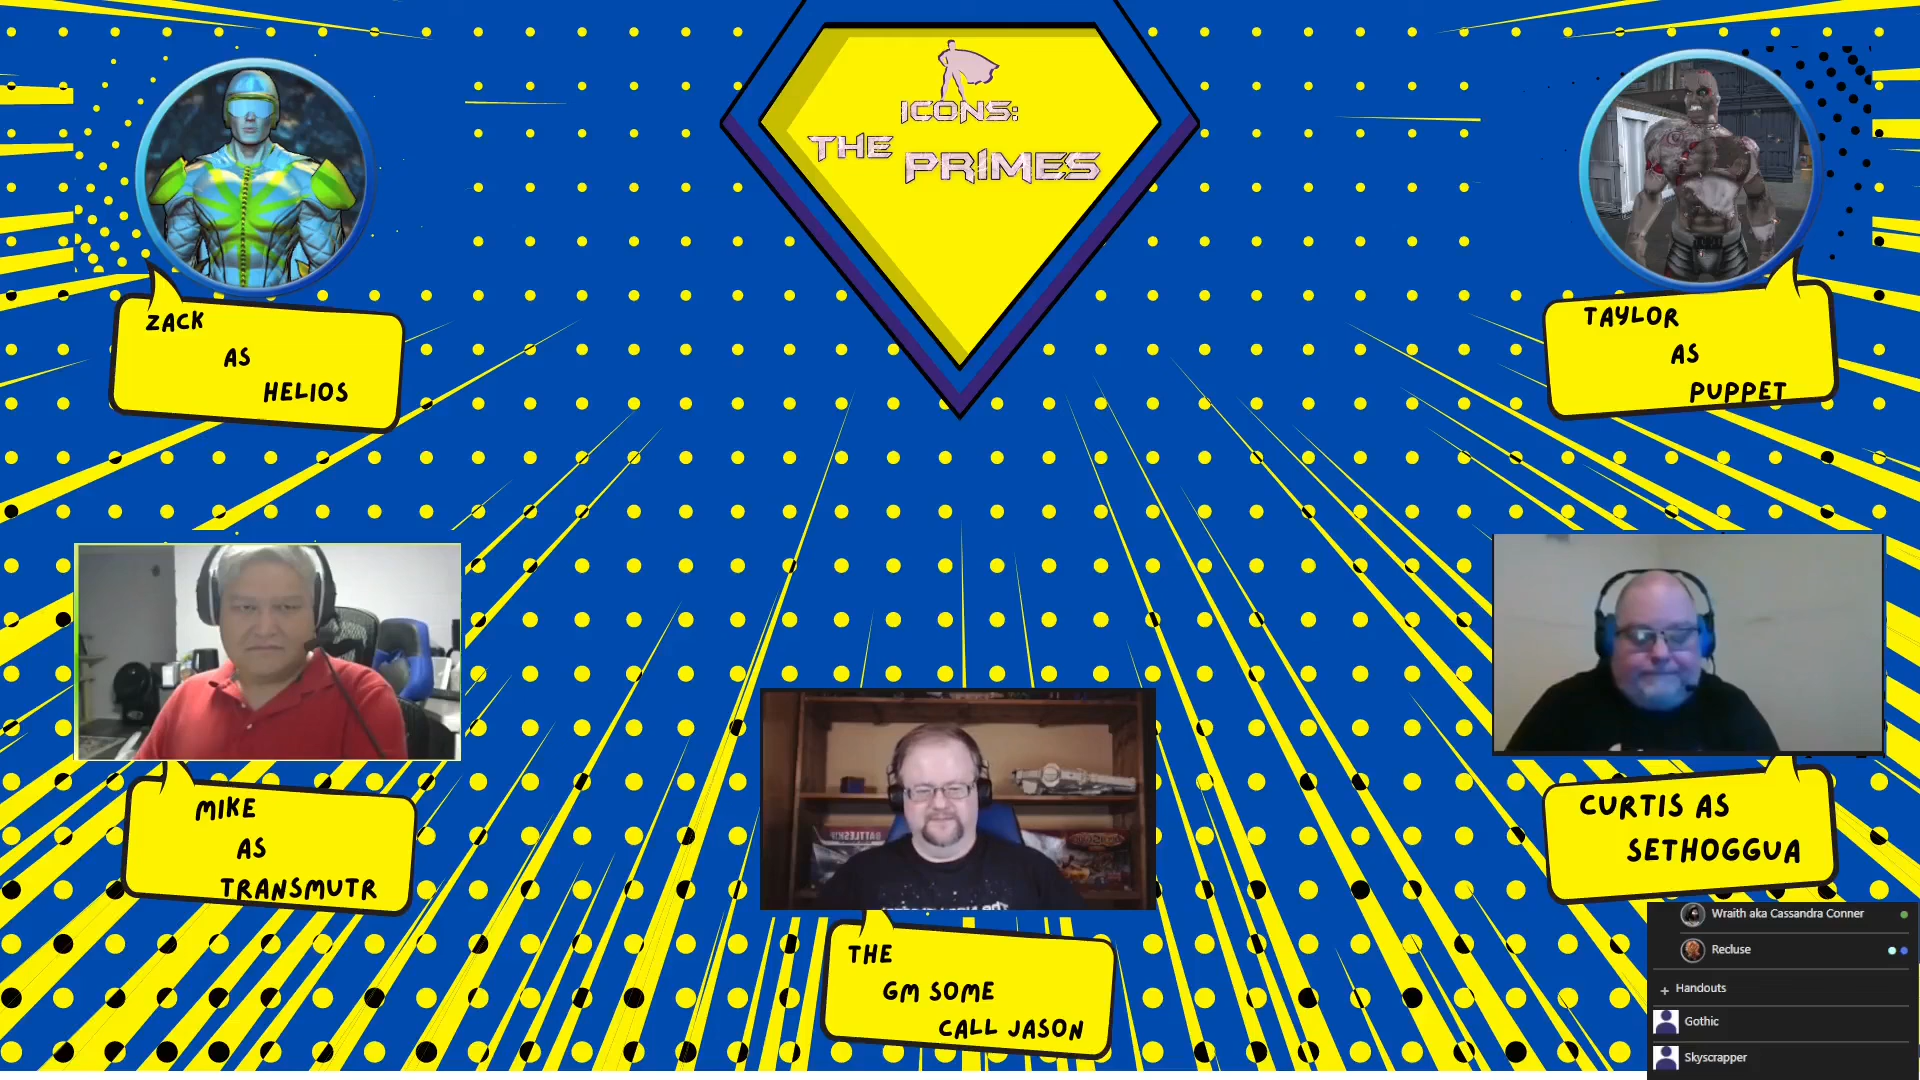 ICONS:
THE PRIMES
ZACK
AS
HELIOS
TAYLOR
AS
PUPPET
BATTLESHIP
MIKE
AS
TRANSMUTR
CURTIS AS
SETHOGGUA
THE
GM SOME
CALL JASON
Wraith aka Cassandra Conner
Recluse
+ Handouts
Gothic
Skyscrapper